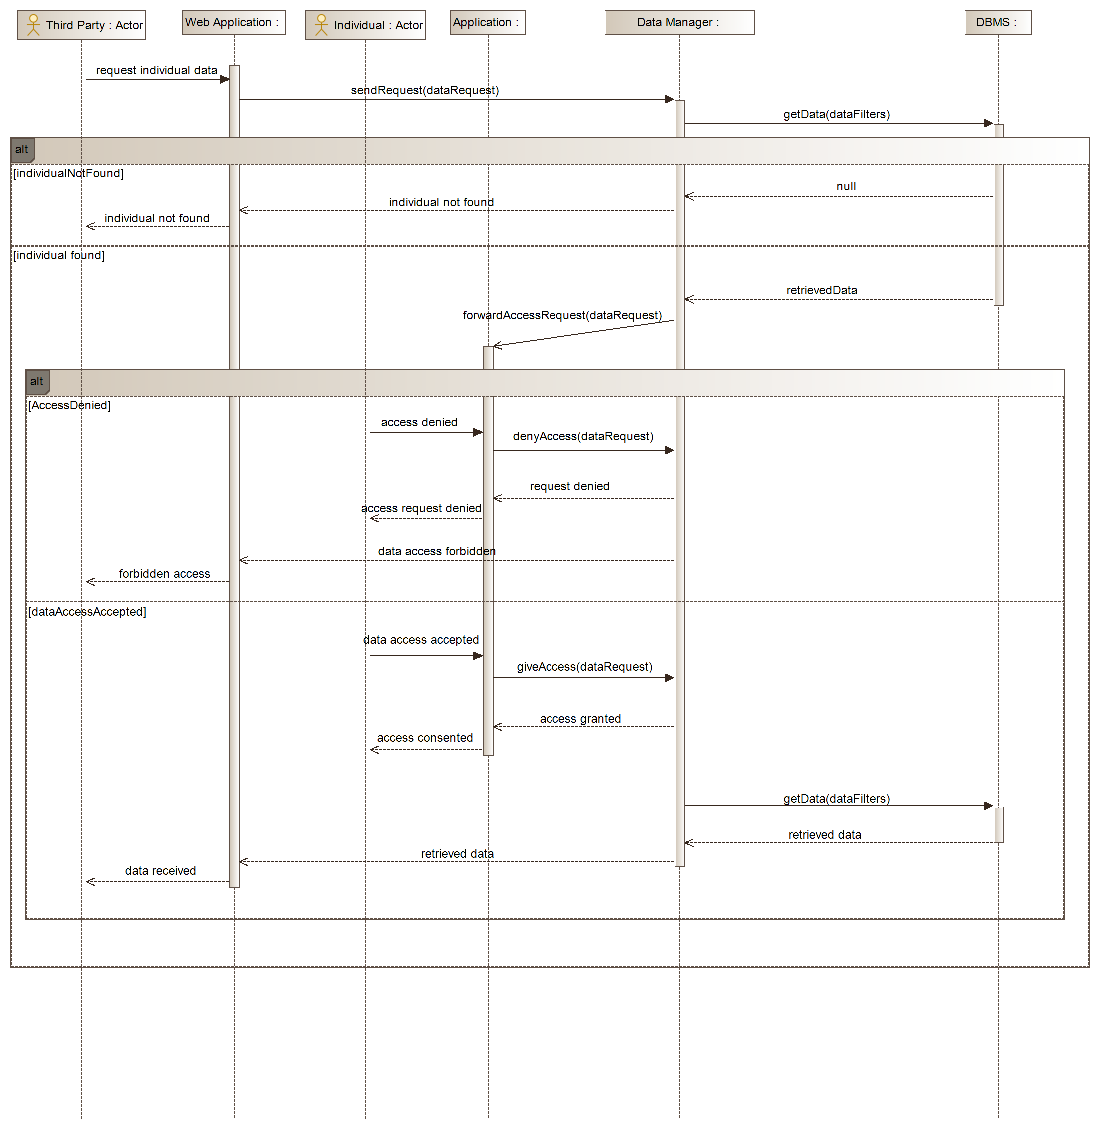 Third Party : Actor
Web Application :
Individual : Actor
Application :
Data Manager :
DBMS :
request individual data
sendRequest(dataRequest)
getData(dataFilters)
alt
[individualNotFound]
null
individual not found
individual not found
[individual found]
retrievedData
forwardAccessRequest(dataRequest)
alt
[AccessDenied]
access denied
denyAccess(dataRequest)
request denied
access request denied
data access forbidden
forbidden access
[dataAccessAccepted]
data access accepted
giveAccess(dataRequest)
access granted
access consented
getData(dataFilters)
retrieved data
retrieved data
data received